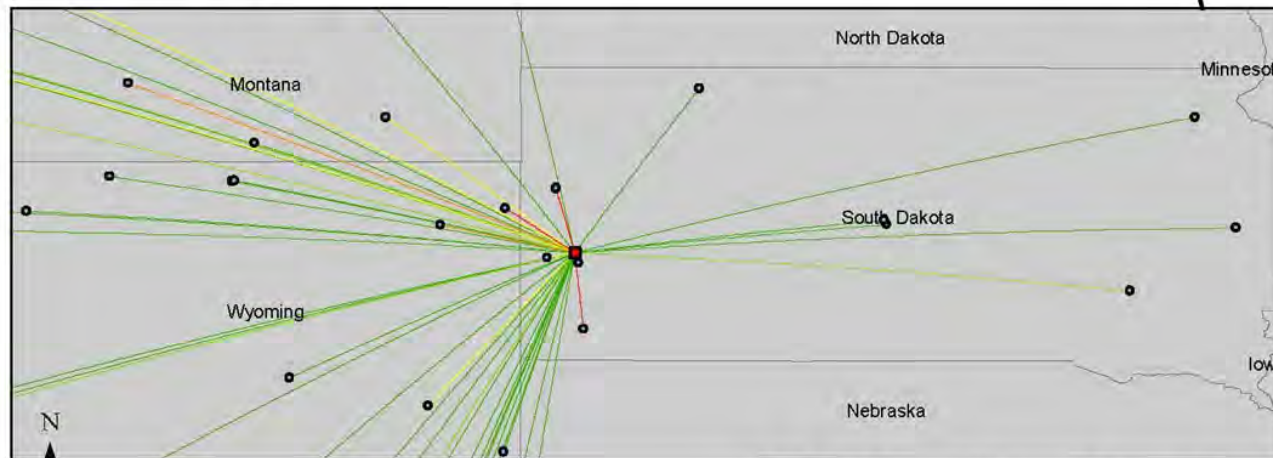 North Dakota
Minnesot
Montana
South Dakota
Wyoming
Iow
Nebraska
N